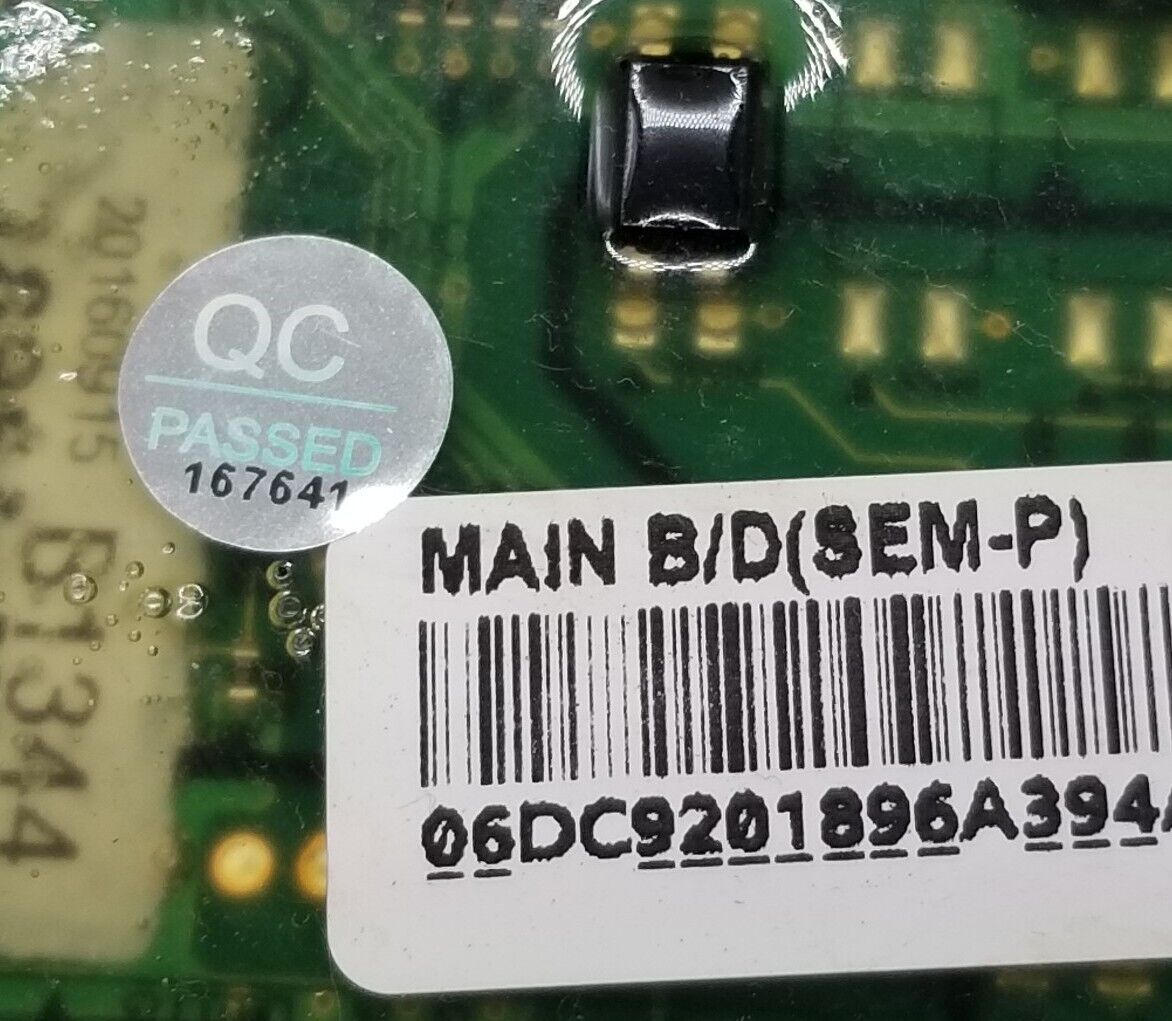 20160915
B1344
QC
PASSED
167641
MAIN B/D(SEM-P)
06DC9201896A394